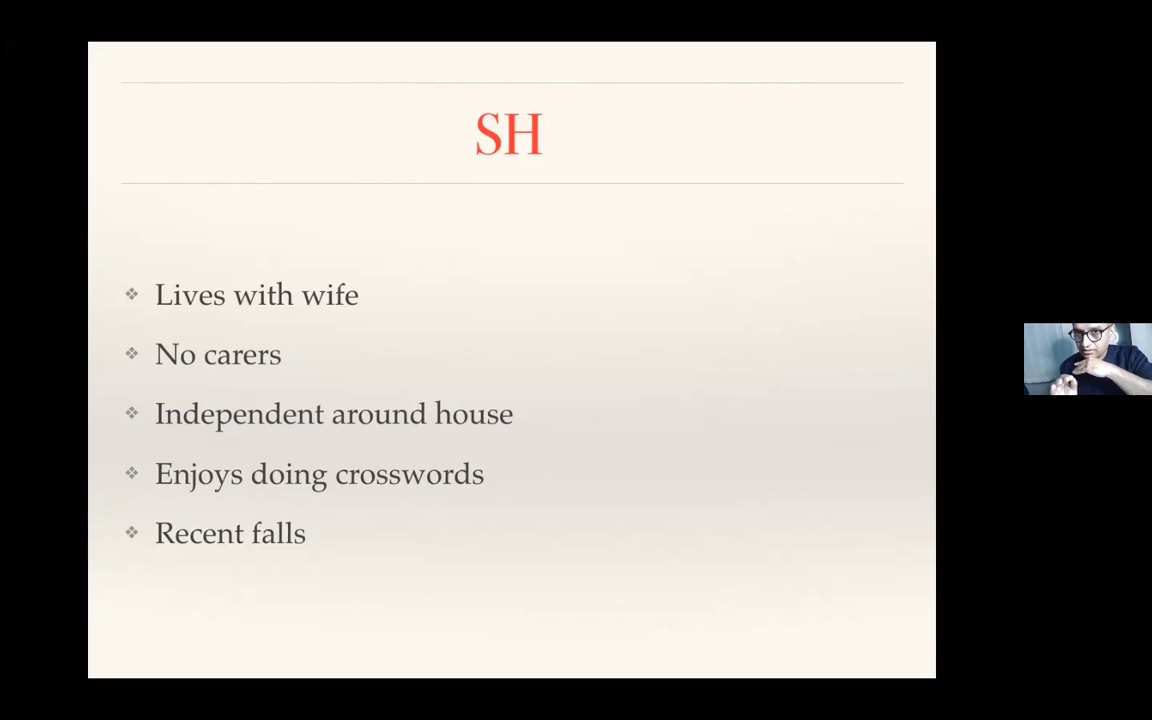 SH
Lives with wife
No carers
Independent around house
Enjoys doing crosswords
Recent falls